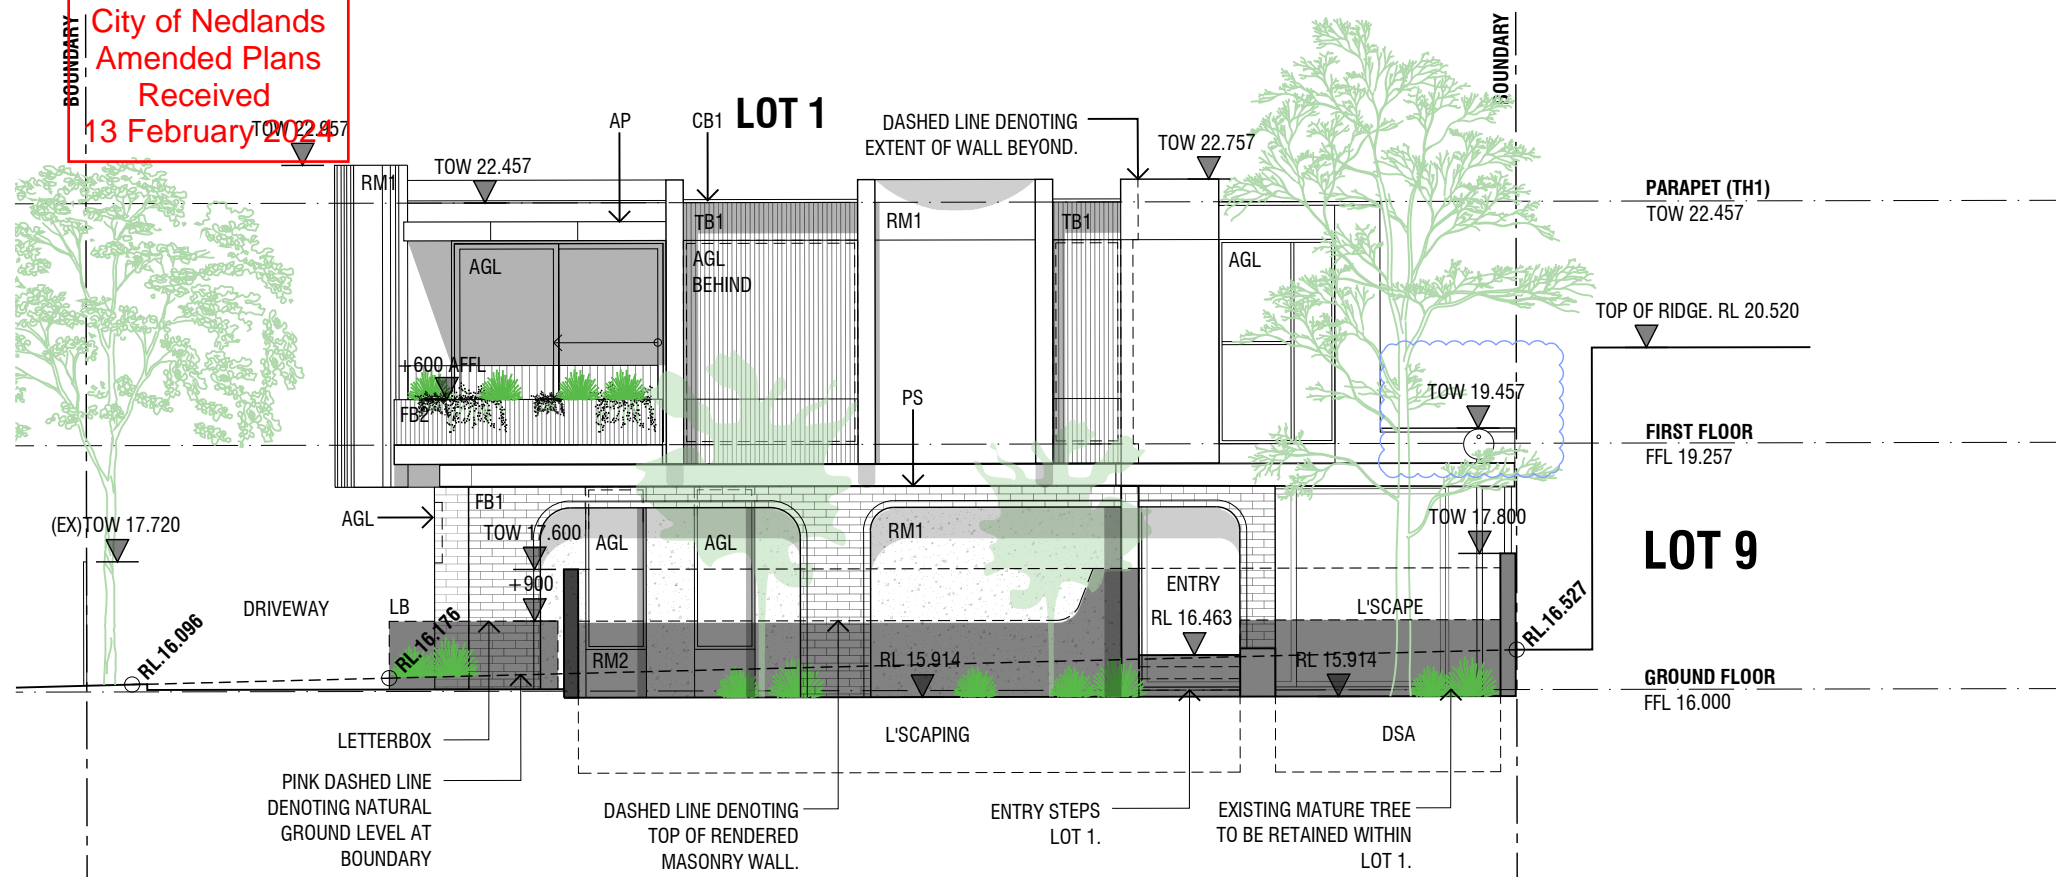 City of Nedlands
Amended Plans
Received
13 February 2024
BOUNDARY
TOW 22.957
LOT 1
BOUNDARY
AP
CB1
DASHED LINE DENOTING
EXTENT OF WALL BEYOND.
TOW 22.757
TOW 22.457
RM1
PARAPET (TH1)
TOW 22.457
TB1
RM1
TB1
AGL
AGL
BEHIND
AGL
TOP OF RIDGE. RL 20.520
+600 AFFL
FB2
PS
TOW 19.457
FIRST FLOOR
FFL 19.257
FB1
AGL
(EX)TOW 17.720
TOW 17.600
AGL
AGL
RM1
TOW 17.800
LOT 9
+900
ENTRY
RL 16.463
DRIVEWAY
LB
L'SCAPE
RL.16.096
RL.16.176
RL.16.527
RM2
RL 15.914
RL 15.914
GROUND FLOOR
FFL 16.000
LETTERBOX
L'SCAPING
DSA
PINK DASHED LINE
DENOTING NATURAL
GROUND LEVEL AT
BOUNDARY
DASHED LINE DENOTING
TOP OF RENDERED
MASONRY WALL.
ENTRY STEPS
LOT 1.
EXISTING MATURE TREE
TO BE RETAINED WITHIN
LOT 1.